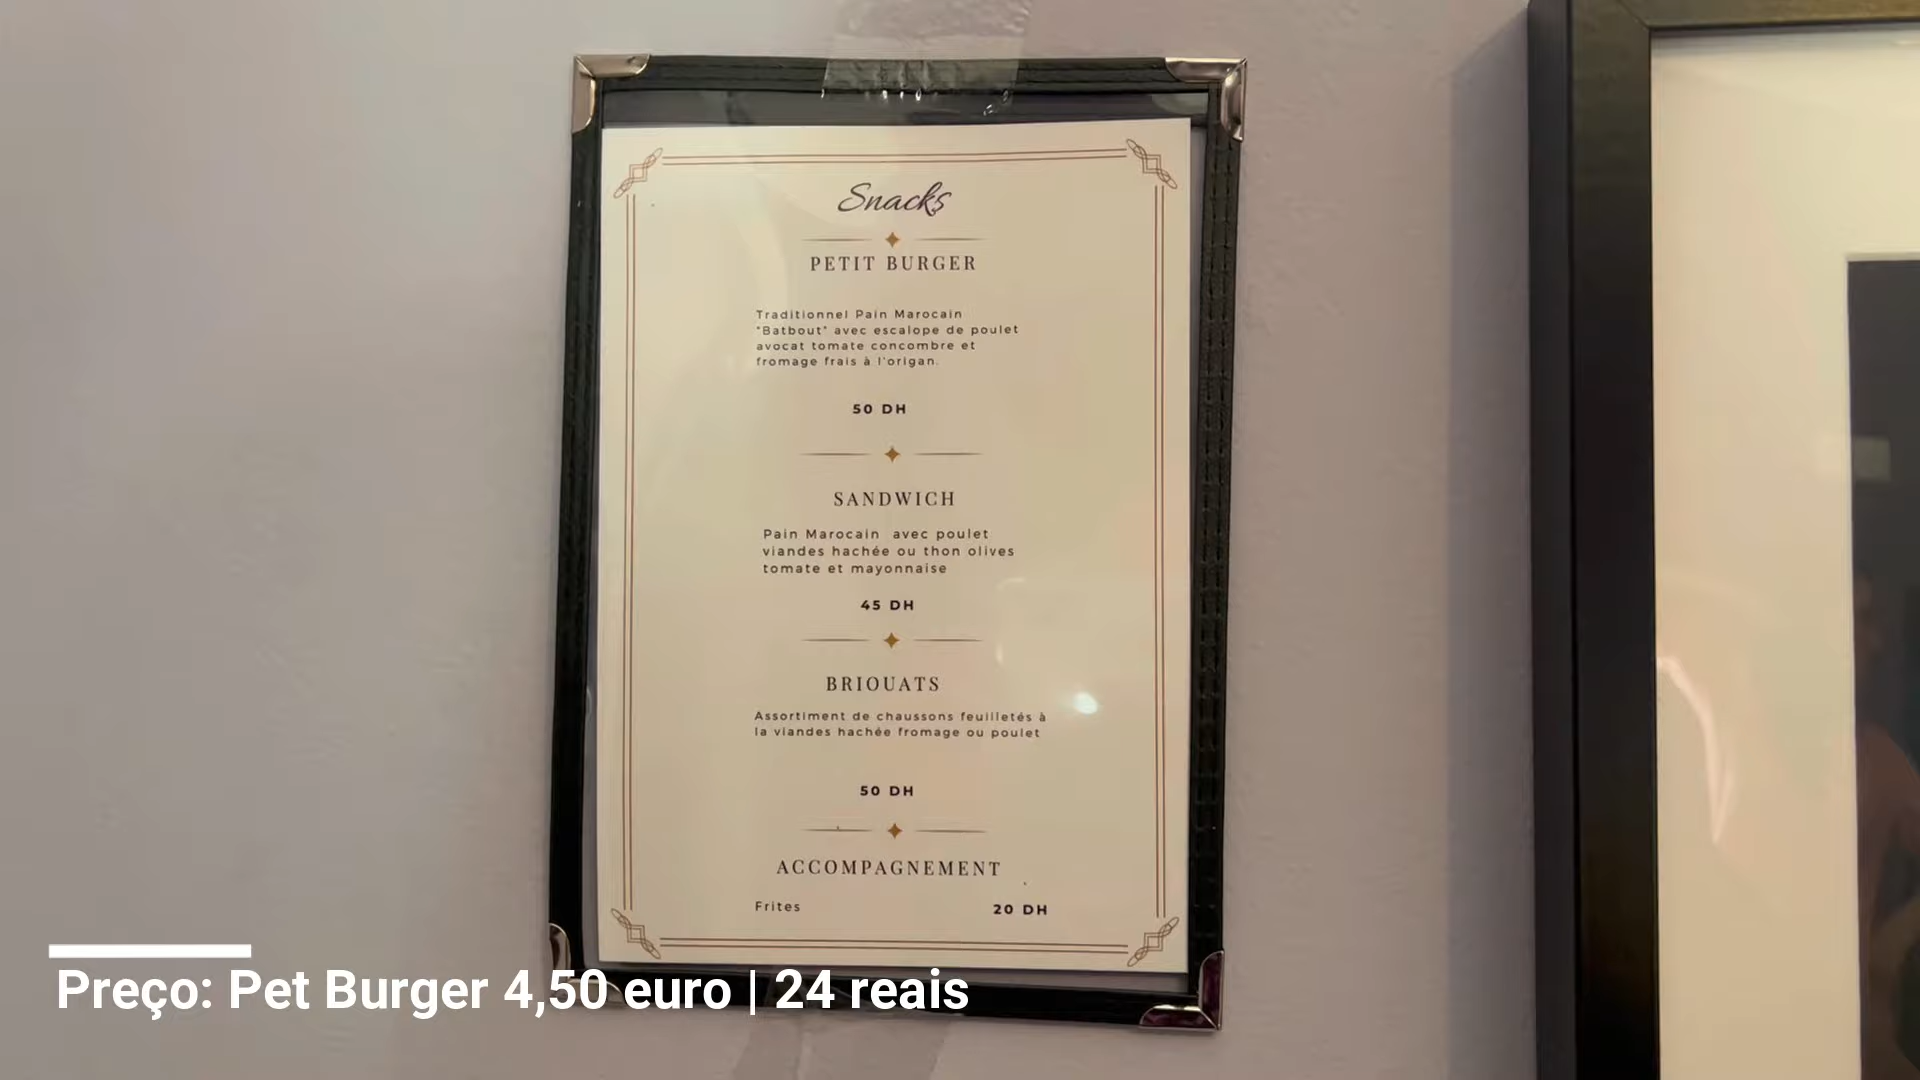 Snacks
PETIT BURGER
Traditionnel Pain Marocain
"Batbout" avec escalope de poulet
avocat tomate concombre et
fromage frais à l'origan.
50 DH
SANDWICH
Pain Marocain avec poulet
viandes hachée ou thon olives
tomate et mayonnaise
45 DH
BRIOUATS
Assortiment de chaussons feuilletés à
la viandes hachée fromage ou poulet
50 DH
ACCOMPAGNEMENT
Frites 20 DH
Preço: Pet Burger 4,50 euro | 24 reais